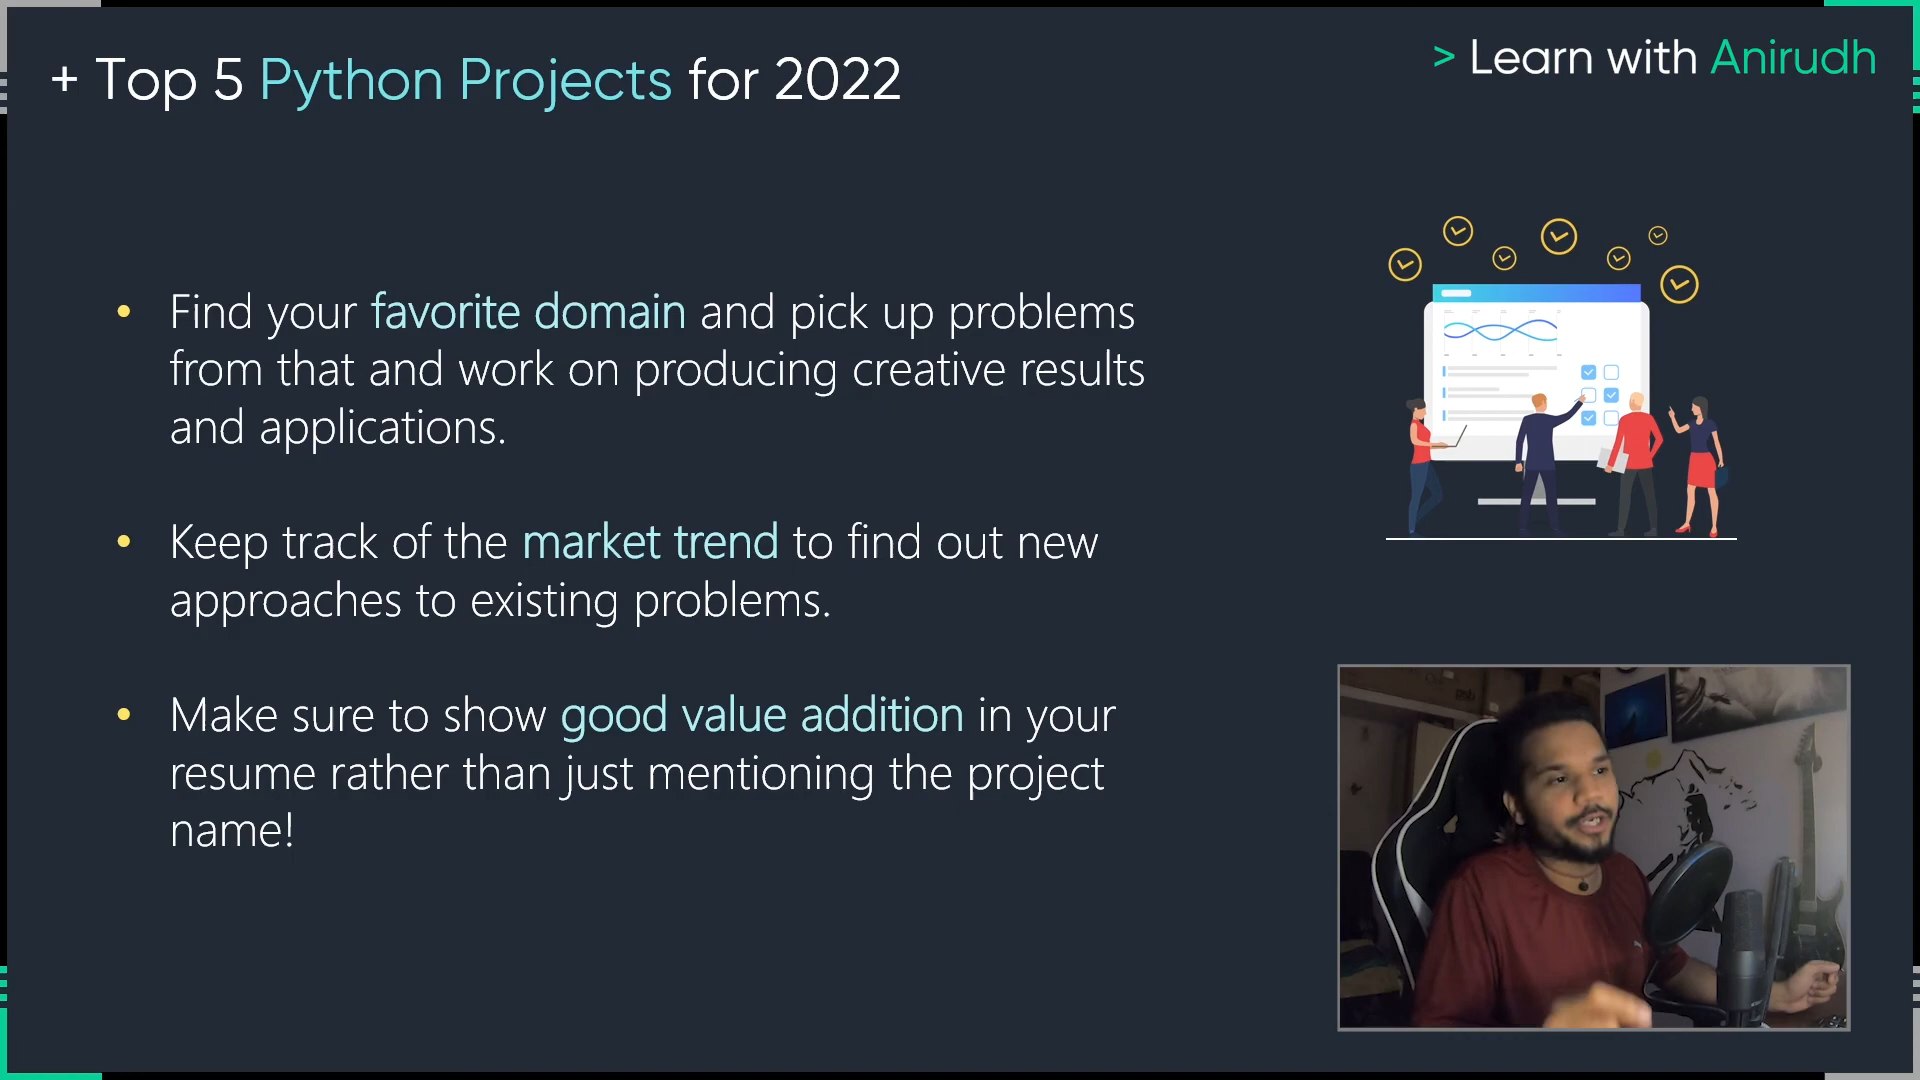 + Top 5 Python Projects for 2022
> Learn with Anirudh
• Find your favorite domain and pick up problems
from that and work on producing creative results
and applications.
• Keep track of the market trend to find out new
approaches to existing problems.
• Make sure to show good value addition in your
resume rather than just mentioning the project
name!